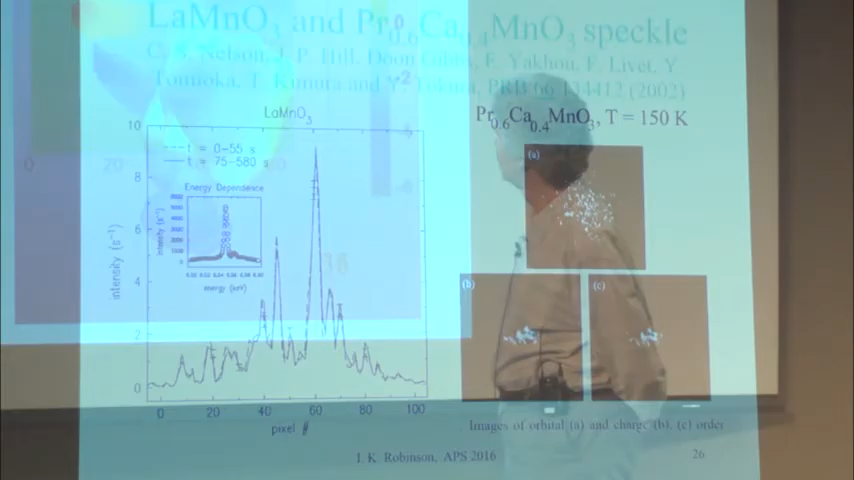 LaMnO3 and Pr0.6Ca0.4MnO3 speckle
C. S. Nelson, J. P. Hill, Doon Gibbs, F. Yakhou, F. Livet, Y.
Tomioka, T. Kimura and Y. Tokura, PRB 66 134412 (2002)
LaMnO3
Pr0.6Ca0.4MnO3, T = 150 K
t = 0-55 s
t = 75-580 s
Energy Dependence
intensity (s-1)
energy (keV)
intensity (s-1)
10
8
6
4
2
0
0 20 40 60 80 100
pixel #
(a)
(b)
(c)
Images of orbital (a) and charge (b), (c) order
I. K. Robinson, APS 2016
26